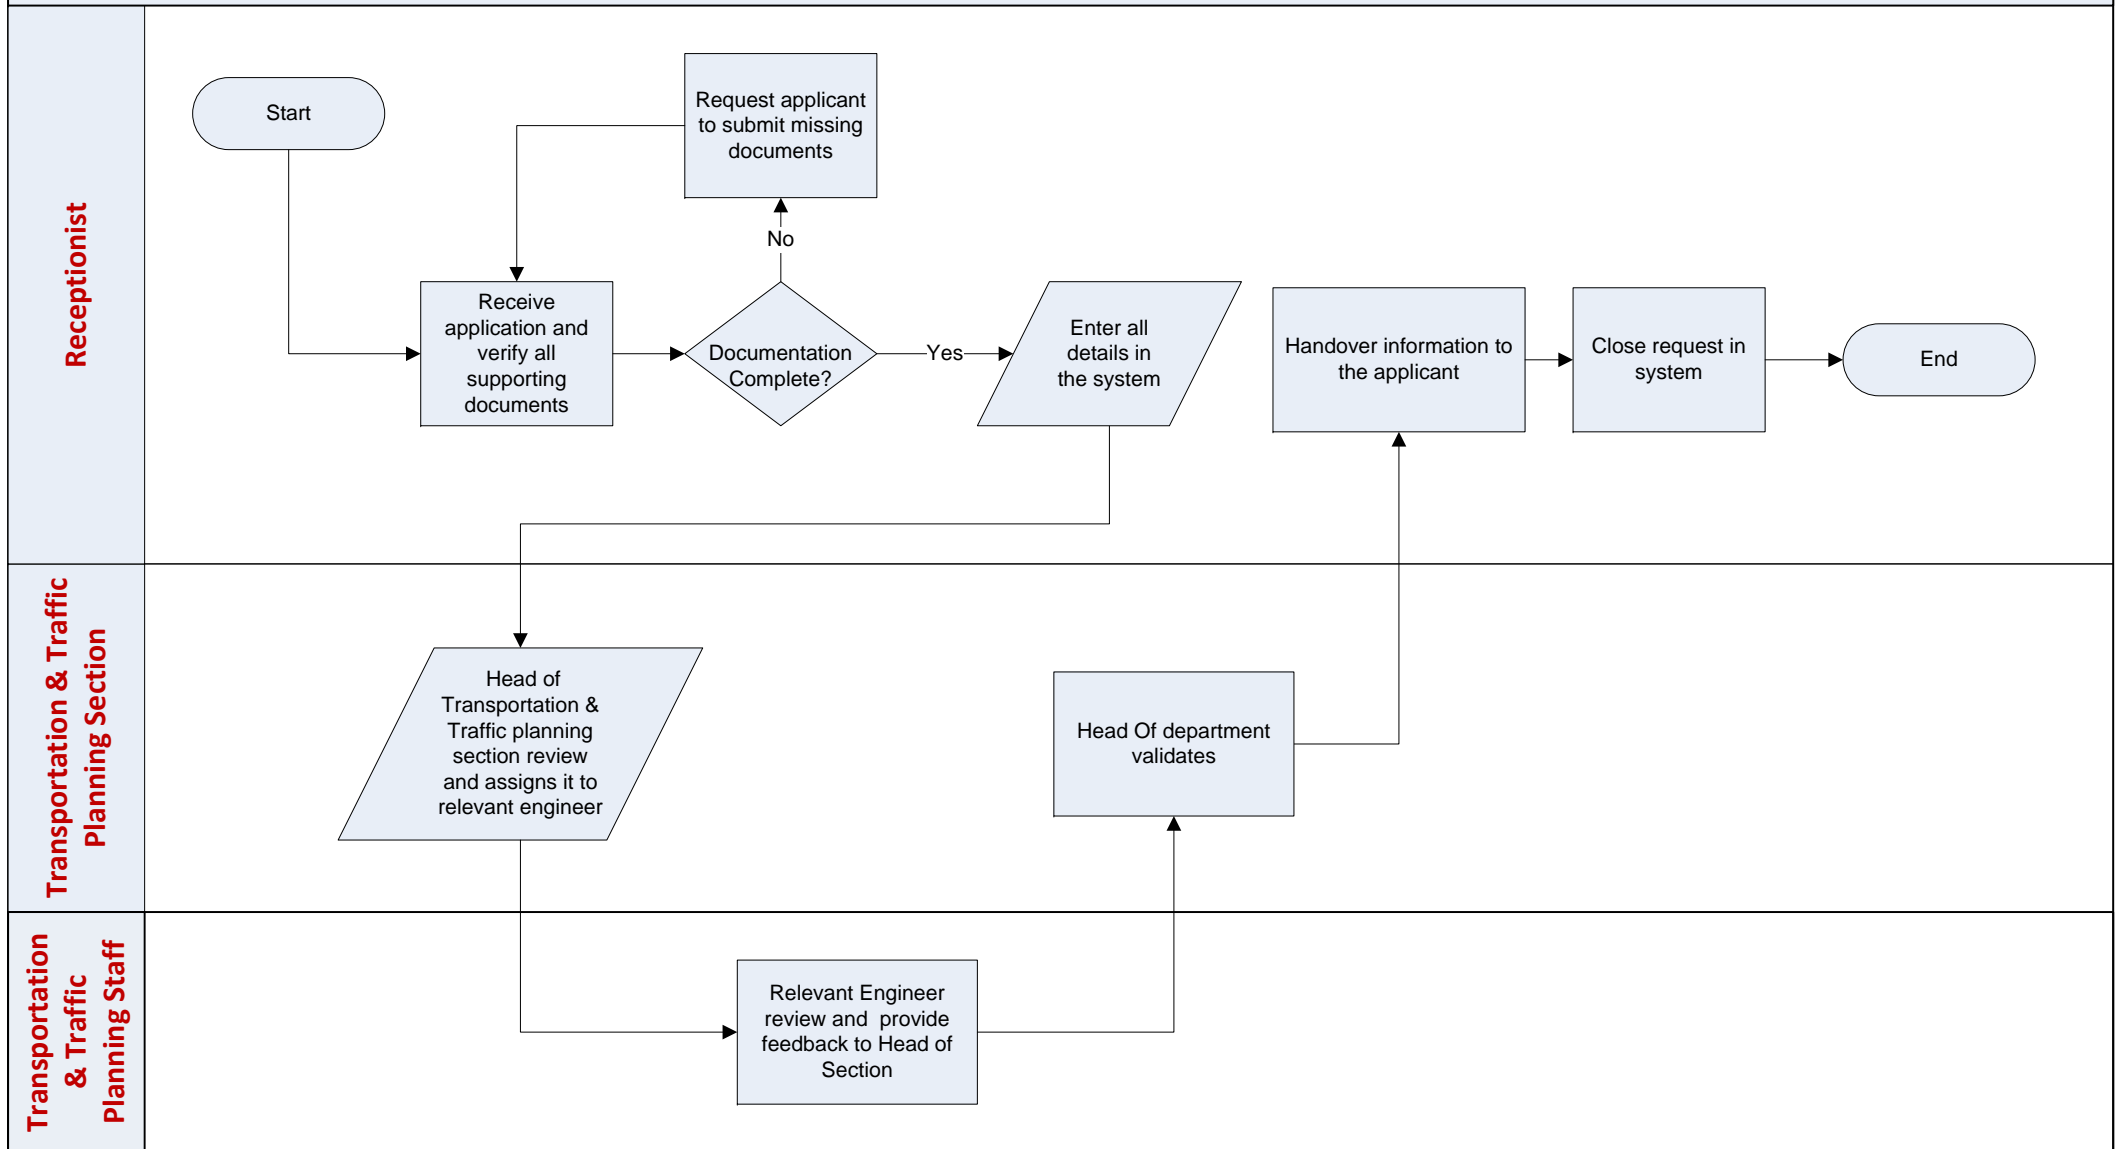 Receptionist
Start
Request applicant
to submit missing
documents
No
Receive
application and
verify all
supporting
documents
Documentation
Complete?
Yes
Enter all
details in
the system
Handover information to
the applicant
Close request in
system
End
Transportation & Traffic
Planning Section
Head of
Transportation &
Traffic planning
section review
and assigns it to
relevant engineer
Head Of department
validates
Transportation
& Traffic
Planning Staff
Relevant Engineer
review and  provide
feedback to Head of
Section